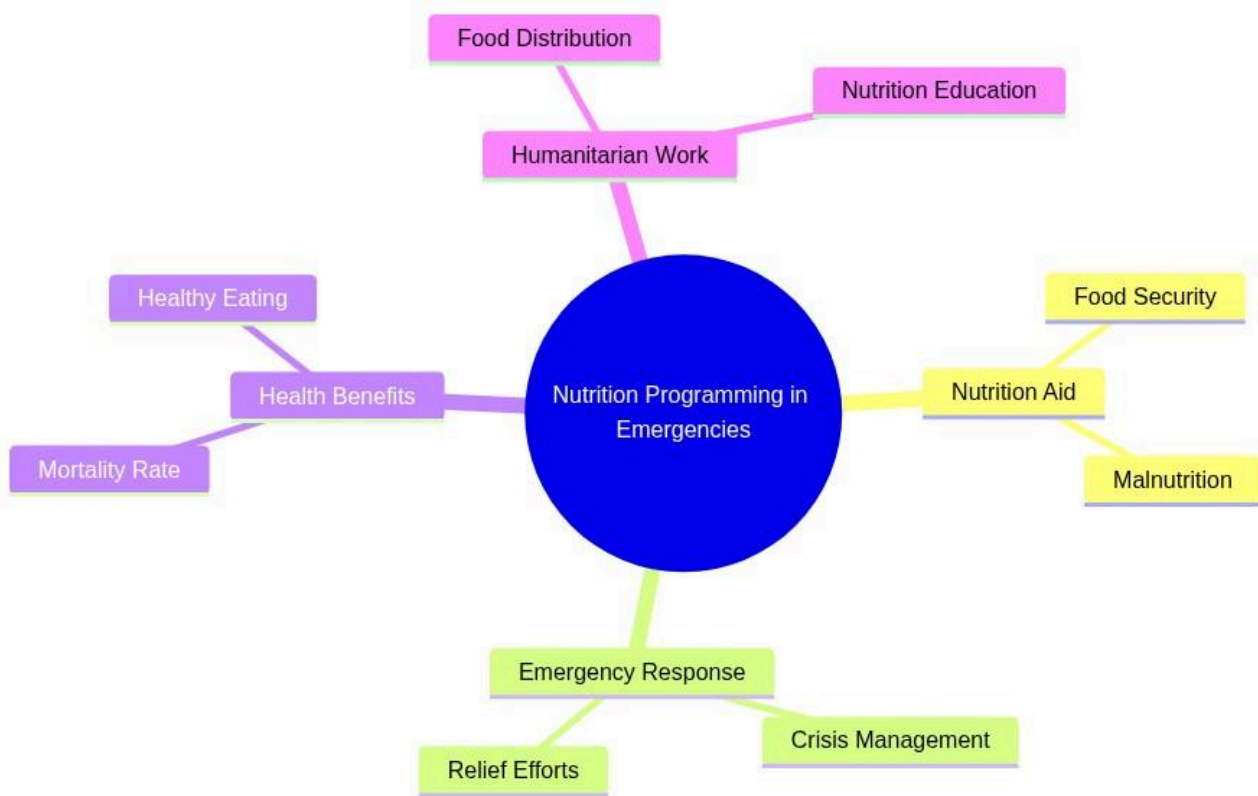 Food Distribution
Nutrition Education
Humanitarian Work
Healthy Eating
Food Security
Health Benefits
Nutrition Programming in
Emergencies
Nutrition Aid
Mortality Rate
Malnutrition
Emergency Response
Crisis Management
Relief Efforts